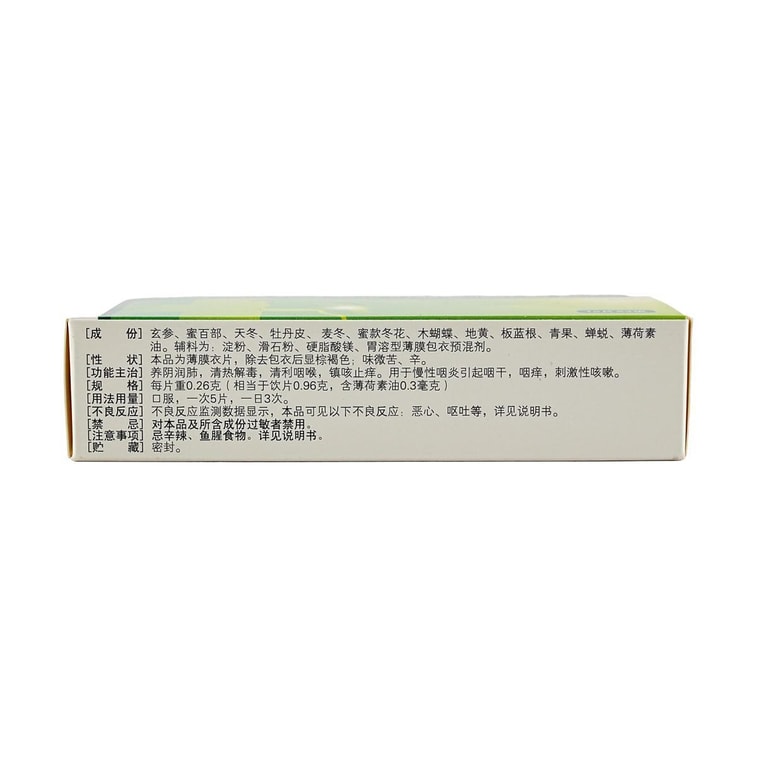 [成 份] 玄参、蜜百部、天冬、牡丹皮、麦冬、蜜款冬花、木蝴蝶、地黄、板蓝根、青果、蝉蜕、薄荷素
油。辅料为：淀粉、滑石粉、硬脂酸镁、胃溶型薄膜包衣预混剂。
[性 状] 本品为薄膜衣片，除去包衣后显棕褐色；味微苦、辛。
[功能主治] 养阴润肺，清热解毒，清利咽喉，镇咳止痒。用于慢性咽炎引起咽干，咽痒，刺激性咳嗽。
[规 格] 每片重0.26克（相当于饮片0.96克，含薄荷素油0.3毫克）
[用法用量] 口服，一次5片，一日3次。
[不良反应] 不良反应监测数据显示，本品可见以下不良反应：恶心、呕吐等，详见说明书。
[禁 忌] 对本品及所含成份过敏者禁用。
[注意事项] 忌辛辣、鱼腥食物。详见说明书。
[贮 藏] 密封。